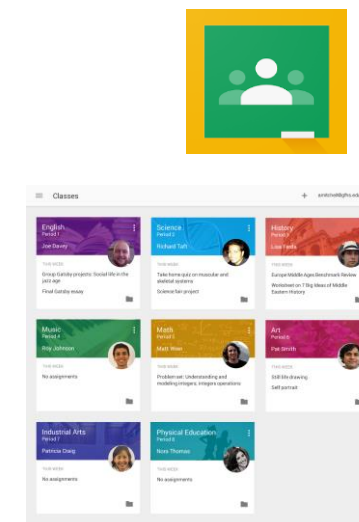 Classes
English
Period 1
Joe Davey
THIS WEEK
Group Gatsby projects: Social life in the
jazz age
Final Gatsby essay
Science
Period 2
Richard Taft
THIS WEEK
Take home quiz on muscular and
skeletal systems
Science fair project
History
Period 3
Lisa
THIS WEEK
Europe Middle Ages Benchmark Review
Worksheet on 7 big ideas of Middle
Eastern History
Music
Period 4
Roy Johnson
THIS WEEK
No assignments
Math
Period 5
Matt
THIS WEEK
Problem set: Understanding and
modeling integers, integers operations
Art
Period 6
Pat Smith
THIS WEEK
Still life drawing
Self portrait
Industrial Arts
Period 7
Patricia Craig
THIS WEEK
No assignments
Physical Education
Period 8
Nora Thomas
THIS WEEK
No assignments